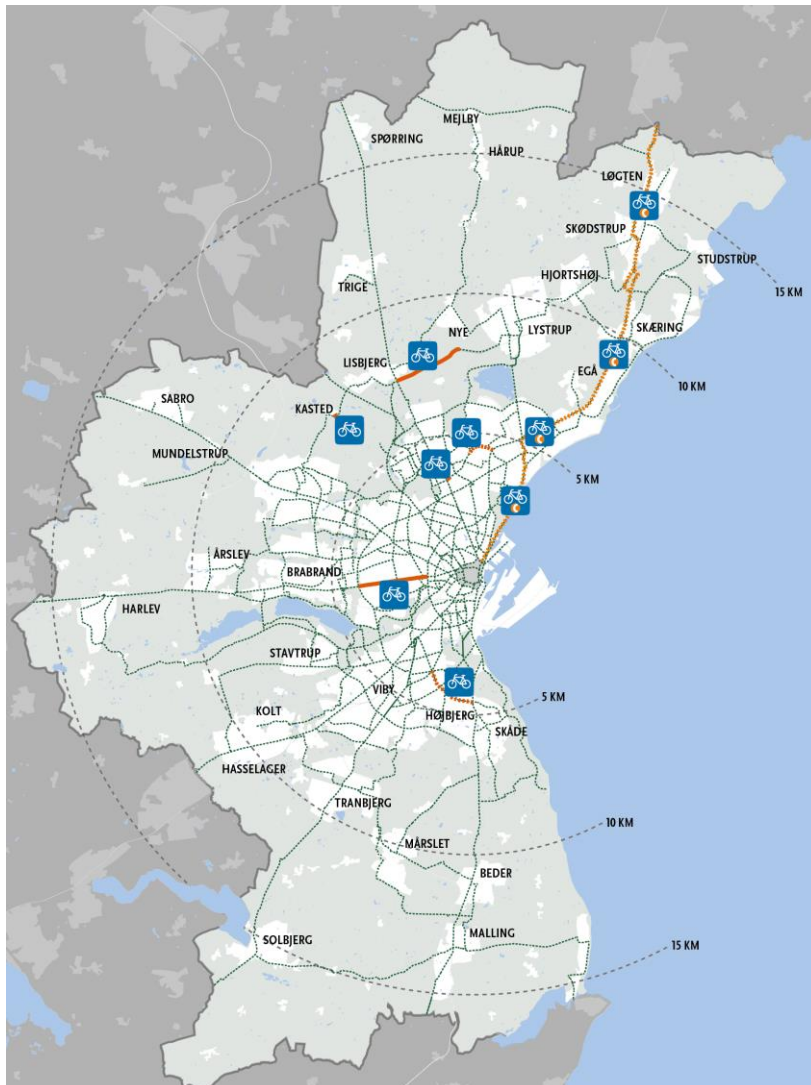 MEJLBY
SPØRRING
HÅRUP
LØGTEN
SKØDSTRUP
STUDSTRUP
HJORTSHØJ
TRIGE
15 KM
NYE
LYSTRUP
SKÆRING
LISBJERG
EGÅ
10 KM
SABRO
KASTED
MUNDELSTRUP
5 KM
ÅRSLEV
BRABRAND
HARLEV
STAVTRUP
VIBY
5 KM
KOLT
HØJBJERG
SKÅDE
HASSELAGER
TRANBJERG
10 KM
MÅRSLET
BEDER
MALLING
SOLBJERG
15 KM